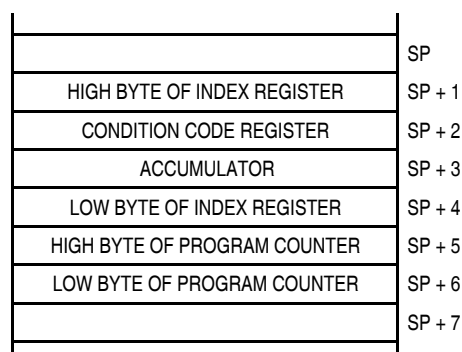 SP
HIGH BYTE OF INDEX REGISTER SP + 1
CONDITION CODE REGISTER SP + 2
ACCUMULATOR SP + 3
LOW BYTE OF INDEX REGISTER SP + 4
HIGH BYTE OF PROGRAM COUNTER SP + 5
LOW BYTE OF PROGRAM COUNTER SP + 6
SP + 7